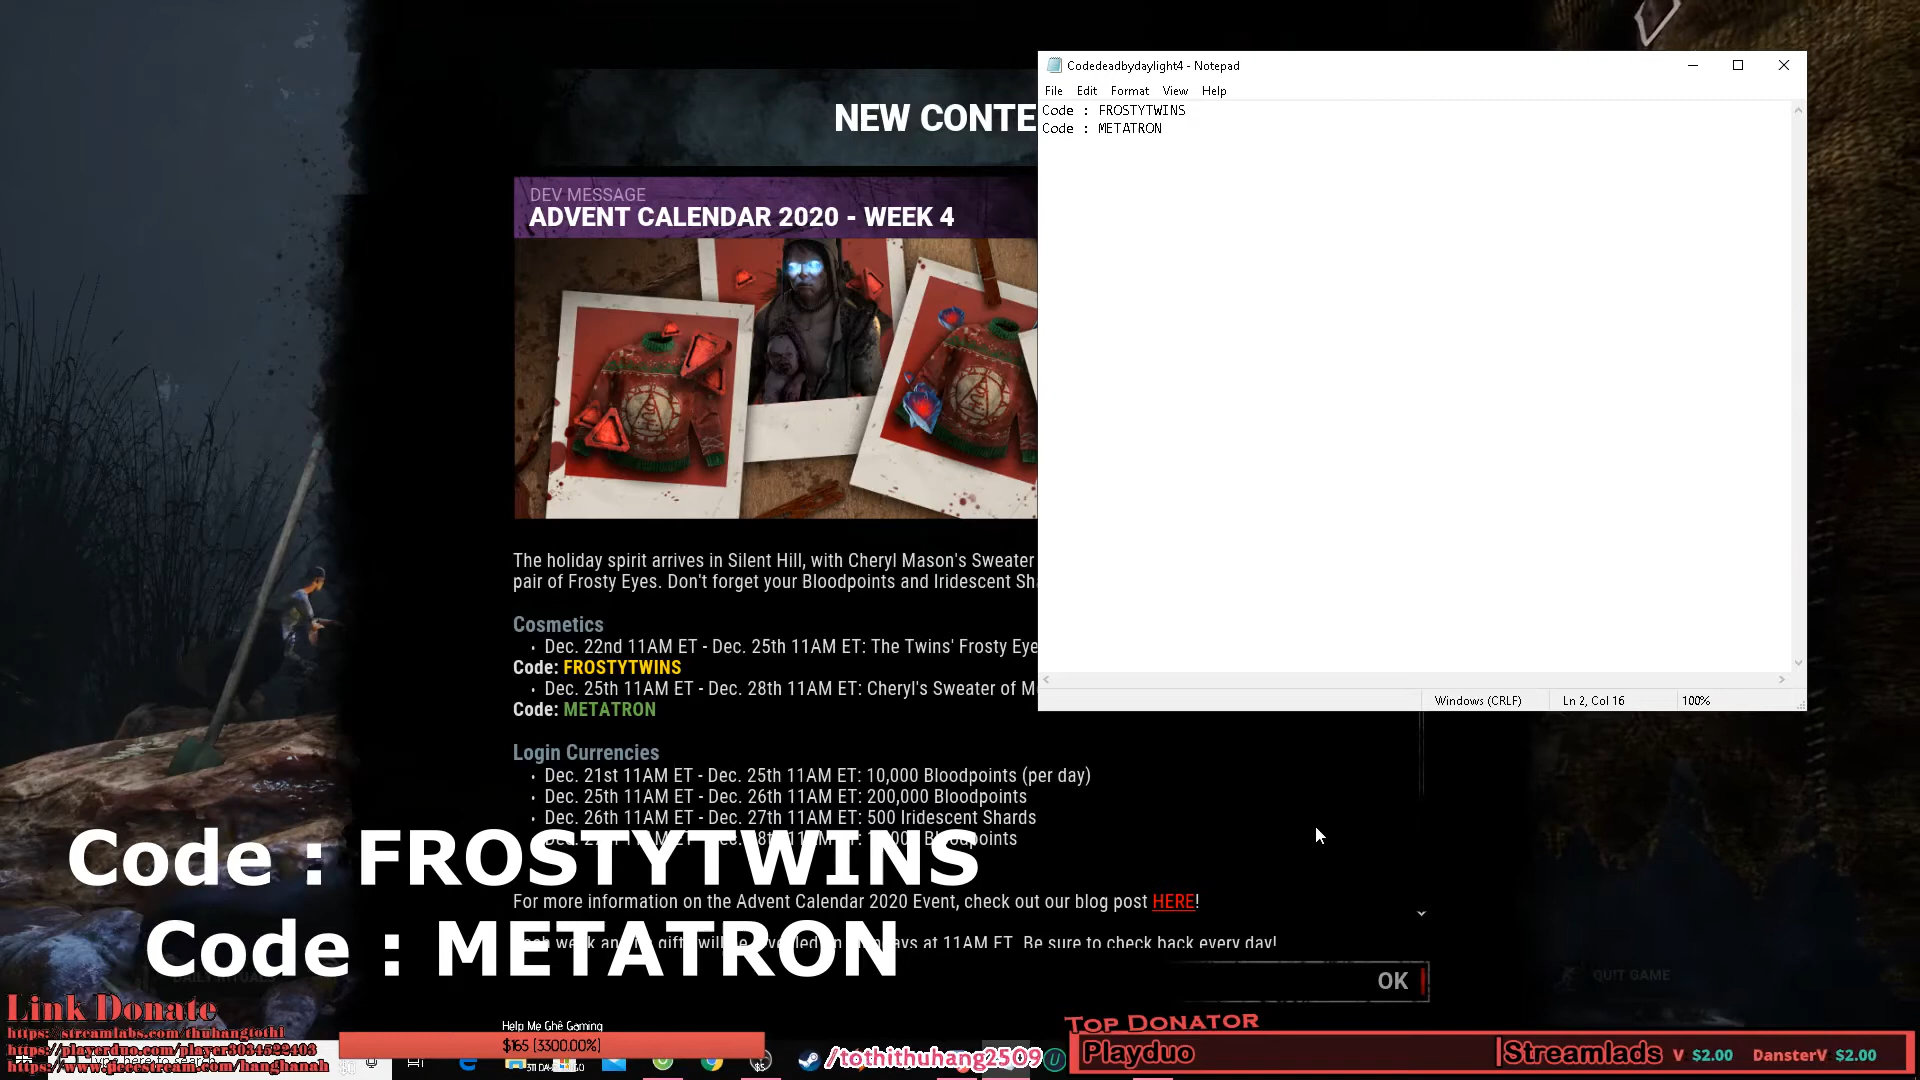 Codedeadbydaylight4 - Notepad
File Edit Format View Help
Code : FROSTYTWINS
Code : METATRON
Windows (CRLF) Ln 2, Col 16 100%
NEW CONTE
DEV MESSAGE
ADVENT CALENDAR 2020 - WEEK 4
The holiday spirit arrives in Silent Hill, with Cheryl Mason's Sweater
pair of Frosty Eyes. Don't forget your Bloodpoints and Iridescent Sh
Cosmetics
• Dec. 22nd 11AM ET - Dec. 25th 11AM ET: The Twins' Frosty Eye
Code: FROSTYTWINS
• Dec. 25th 11AM ET - Dec. 28th 11AM ET: Cheryl's Sweater of M
Code: METATRON
Login Currencies
• Dec. 21st 11AM ET - Dec. 25th 11AM ET: 10,000 Bloodpoints (per day)
• Dec. 25th 11AM ET - Dec. 26th 11AM ET: 200,000 Bloodpoints
• Dec. 26th 11AM ET - Dec. 27th 11AM ET: 500 Iridescent Shards
Bloodpoints
Code : FROSTYTWINS
For more information on the Advent Calendar 2020 Event, check out our blog post HERE!
at 11AM ET. Be sure to check back every day!
Code : METATRON
OK
QUIT GAME
Link Donate
https://streamlabs.com/thuhangtothi
https://playerduo.com/player3034522403
Help Me Ghê Gaming
$165 (3300.00%)
/tothithuhang2509
TOP DONATOR
Playduo
Streamlads V $2.00 DansterV $2.00